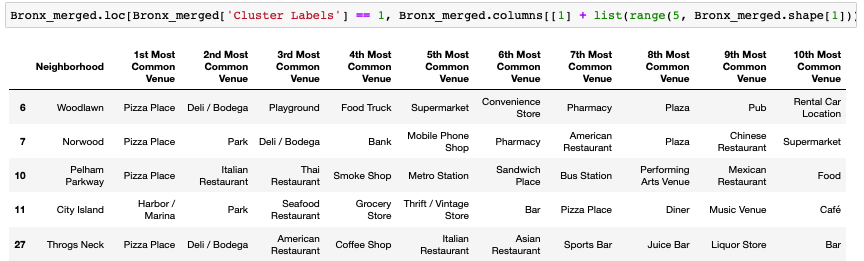 Bronx_merged.loc[Bronx_merged['Cluster Labels'] == 1, Bronx_merged.columns[[1] + list(range(5, Bronx_merged.shape[1]))
Neighborhood 1st Most Common Venue 2nd Most Common Venue 3rd Most Common Venue 4th Most Common Venue 5th Most Common Venue 6th Most Common Venue 7th Most Common Venue 8th Most Common Venue 9th Most Common Venue 10th Most Common Venue
6 Woodlawn Pizza Place Deli / Bodega Playground Food Truck Supermarket Convenience Store Pharmacy Plaza Pub Rental Car Location
7 Norwood Pizza Place Park Deli / Bodega Bank Mobile Phone Shop Pharmacy American Restaurant Plaza Chinese Restaurant Supermarket
10 Pelham Parkway Pizza Place Italian Restaurant Thai Restaurant Smoke Shop Metro Station Sandwich Place Bus Station Performing Arts Venue Mexican Restaurant Food
11 City Island Harbor / Marina Park Seafood Restaurant Grocery Store Thrift / Vintage Store Bar Pizza Place Diner Music Venue Café
27 Throgs Neck Pizza Place Deli / Bodega American Restaurant Coffee Shop Italian Restaurant Asian Restaurant Sports Bar Juice Bar Liquor Store Bar